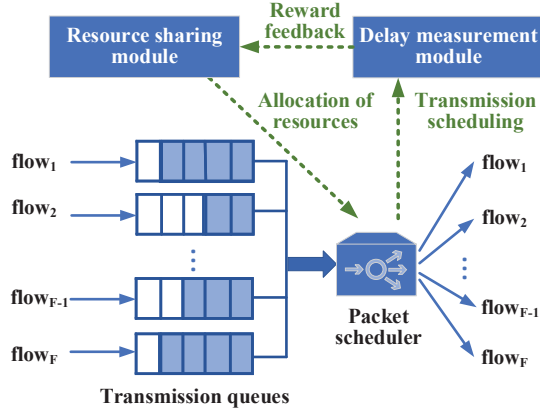 Resource sharing
module
Reward
feedback
Delay measurement
module
Allocation of
resources
Transmission
scheduling
flow₁
flow₂
flowF-1
flowF
Transmission queues
Packet
scheduler
flow₁
flow₂
flowF-1
flowF